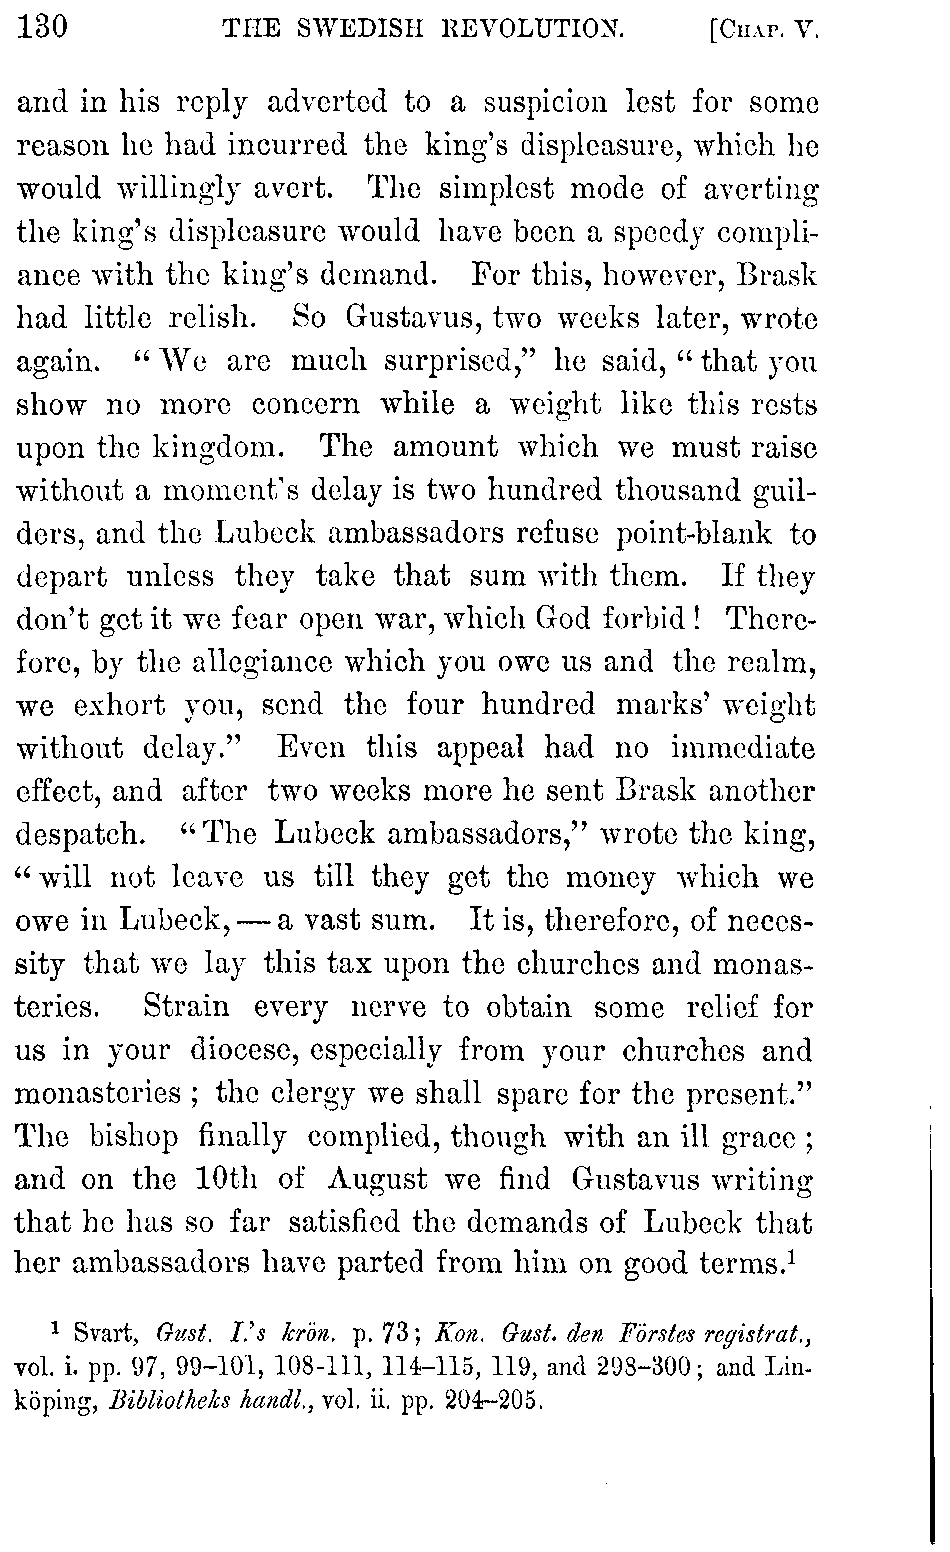 130 THE SWEDISH REVOLUTION. [CHAP. V.
and in his reply adverted to a suspicion lest for some
reason he had incurred the king's displeasure, which he
would willingly avert. The simplest mode of averting
the king's displeasure would have been a speedy compli-
ance with the king's demand. For this, however, Brask
had little relish. So Gustavus, two weeks later, wrote
again. “We are much surprised,” he said, “that you
show no more concern while a weight like this rests
upon the kingdom. The amount which we must raise
without a moment's delay is two hundred thousand guil-
ders, and the Lubeck ambassadors refuse point-blank to
depart unless they take that sum with them. If they
don't get it we fear open war, which God forbid! There-
fore, by the allegiance which you owe us and the realm,
we exhort you, send the four hundred marks' weight
without delay.” Even this appeal had no immediate
effect, and after two weeks more he sent Brask another
despatch. “The Lubeck ambassadors,” wrote the king,
“will not leave us till they get the money which we
owe in Lubeck,—a vast sum. It is, therefore, of neces-
sity that we lay this tax upon the churches and monas-
teries. Strain every nerve to obtain some relief for
us in your diocese, especially from your churches and
monasteries; the clergy we shall spare for the present.”
The bishop finally complied, though with an ill grace;
and on the 10th of August we find Gustavus writing
that he has so far satisfied the demands of Lubeck that
her ambassadors have parted from him on good terms.¹
¹ Svart, Gust. I.'s krön. p. 73; Kon. Gust. den Förstes registrat.,
vol. i. pp. 97, 99–101, 108–111, 114–115, 119, and 298–300; and Lin-
köping, Bibliotheks handl., vol. ii. pp. 204–205.